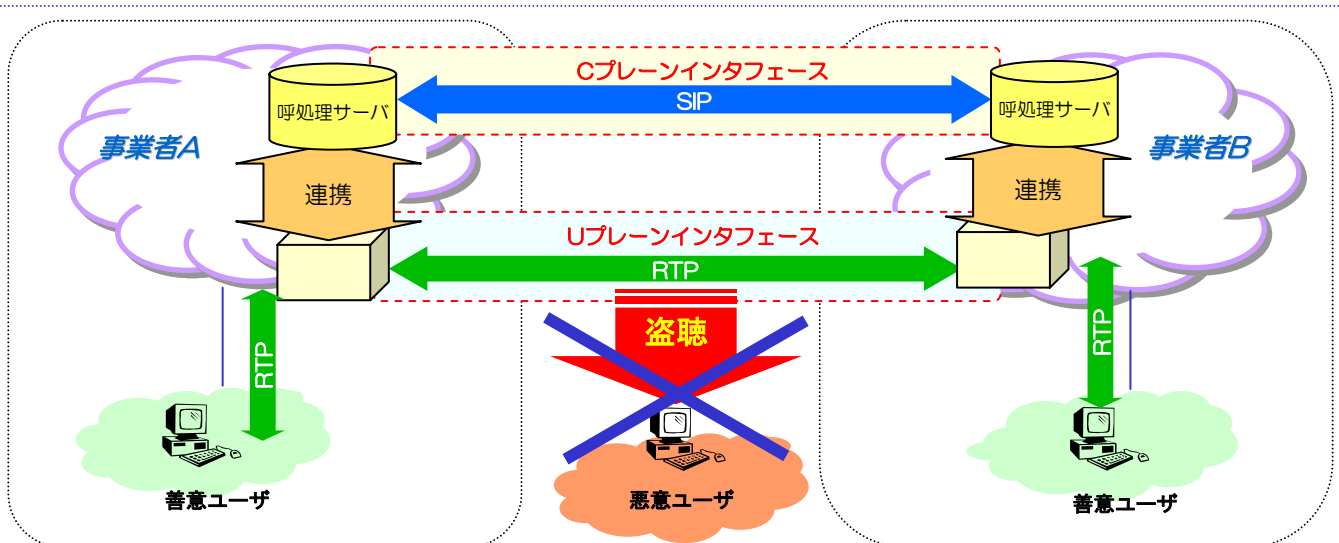 Cプレーンインタフェース
SIP
呼処理サーバ
呼処理サーバ
事業者A
事業者B
連携
連携
Uプレーンインタフェース
RTP
盗聴
RTP
RTP
善意ユーザ
悪意ユーザ
善意ユーザ